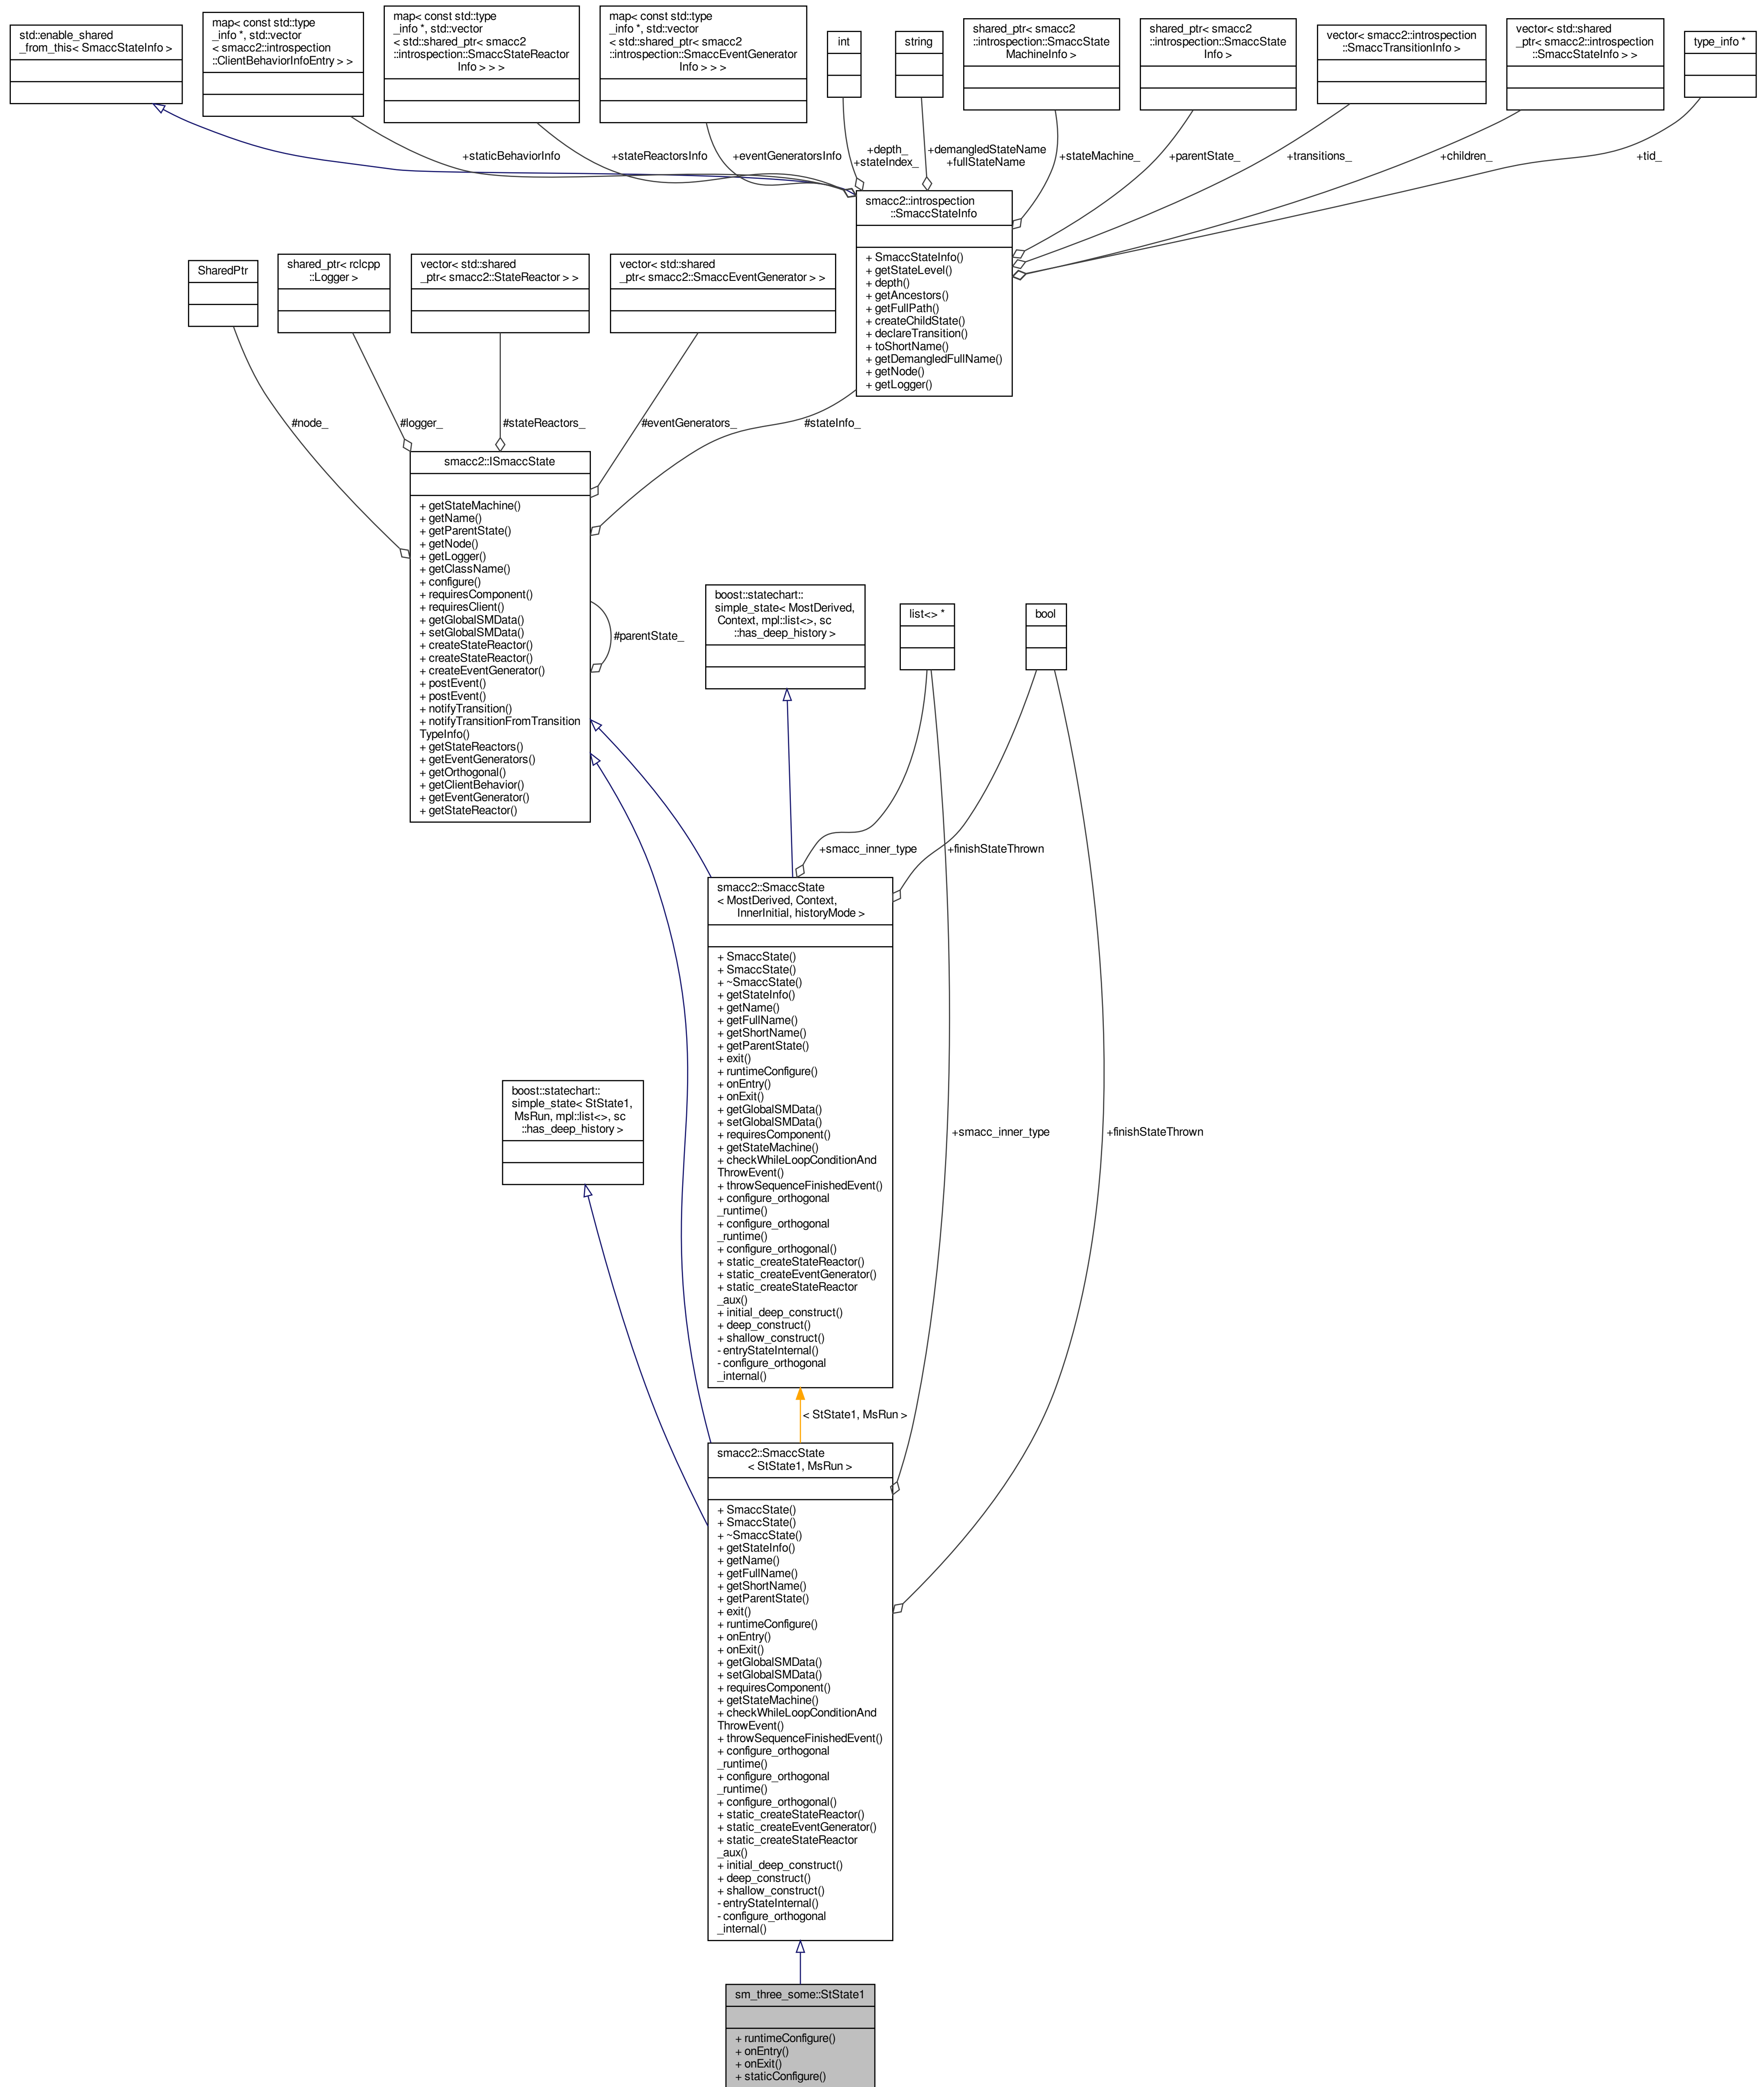 std::enable_shared
_from_this< SmaccStateInfo >
map< const std::type
_info *, std::vector
< smacc2::introspection
::ClientBehaviorInfoEntry > >
map< const std::type
_info *, std::vector
< std::shared_ptr< smacc2
::introspection::SmaccStateReactor
Info > > >
map< const std::type
_info *, std::vector
< std::shared_ptr< smacc2
::introspection::SmaccEventGenerator
Info > > >
int
string
shared_ptr< smacc2
::introspection::SmaccState
MachineInfo >
shared_ptr< smacc2
::introspection::SmaccState
Info >
vector< smacc2::introspection
::SmaccTransitionInfo >
vector< std::shared
_ptr< smacc2::introspection
::SmaccStateInfo > >
type_info *
+staticBehaviorInfo
+stateReactorsInfo
+eventGeneratorsInfo
+depth_
+stateIndex_
+demangledStateName
+fullStateName
+stateMachine_
+parentState_
+transitions_
+children_
+tid_
smacc2::introspection
::SmaccStateInfo
+ SmaccStateInfo()
+ getStateLevel()
+ depth()
+ getAncestors()
+ getFullPath()
+ createChildState()
+ declareTransition()
+ toShortName()
+ getDemangledFullName()
+ getNode()
+ getLogger()
SharedPtr
shared_ptr< rclcpp
::Logger >
vector< std::shared
_ptr< smacc2::StateReactor > >
vector< std::shared
_ptr< smacc2::SmaccEventGenerator > >
#node_
#logger_
#stateReactors_
#eventGenerators_
#stateInfo_
smacc2::ISmaccState
+ getStateMachine()
+ getName()
+ getParentState()
+ getNode()
+ getLogger()
+ getClassName()
+ configure()
+ requiresComponent()
+ requiresClient()
+ getGlobalSMData()
+ setGlobalSMData()
+ createStateReactor()
+ createStateReactor()
+ createEventGenerator()
+ postEvent()
+ postEvent()
+ notifyTransition()
+ notifyTransitionFromTransition
TypeInfo()
+ getStateReactors()
+ getEventGenerators()
+ getOrthogonal()
+ getClientBehavior()
+ getEventGenerator()
+ getStateReactor()
#parentState_
boost::statechart::
simple_state< MostDerived,
Context, mpl::list<>, sc
::has_deep_history >
list<> *
bool
+smacc_inner_type
+finishStateThrown
smacc2::SmaccState
< MostDerived, Context,
InnerInitial, historyMode >
+ SmaccState()
+ SmaccState()
+ ~SmaccState()
+ getStateInfo()
+ getName()
+ getFullName()
+ getShortName()
+ getParentState()
+ exit()
+ runtimeConfigure()
+ onEntry()
+ onExit()
+ getGlobalSMData()
+ setGlobalSMData()
+ requiresComponent()
+ getStateMachine()
+ checkWhileLoopConditionAnd
ThrowEvent()
+ throwSequenceFinishedEvent()
+ configure_orthogonal
_runtime()
+ configure_orthogonal
_runtime()
+ configure_orthogonal()
+ static_createStateReactor()
+ static_createEventGenerator()
+ static_createStateReactor
_aux()
+ initial_deep_construct()
+ deep_construct()
+ shallow_construct()
- entryStateInternal()
- configure_orthogonal
_internal()
boost::statechart::
simple_state< StState1,
MsRun, mpl::list<>, sc
::has_deep_history >
+smacc_inner_type
+finishStateThrown
< StState1, MsRun >
smacc2::SmaccState
< StState1, MsRun >
+ SmaccState()
+ SmaccState()
+ ~SmaccState()
+ getStateInfo()
+ getName()
+ getFullName()
+ getShortName()
+ getParentState()
+ exit()
+ runtimeConfigure()
+ onEntry()
+ onExit()
+ getGlobalSMData()
+ setGlobalSMData()
+ requiresComponent()
+ getStateMachine()
+ checkWhileLoopConditionAnd
ThrowEvent()
+ throwSequenceFinishedEvent()
+ configure_orthogonal
_runtime()
+ configure_orthogonal
_runtime()
+ configure_orthogonal()
+ static_createStateReactor()
+ static_createEventGenerator()
+ static_createStateReactor
_aux()
+ initial_deep_construct()
+ deep_construct()
+ shallow_construct()
- entryStateInternal()
- configure_orthogonal
_internal()
sm_three_some::StState1
+ runtimeConfigure()
+ onEntry()
+ onExit()
+ staticConfigure()